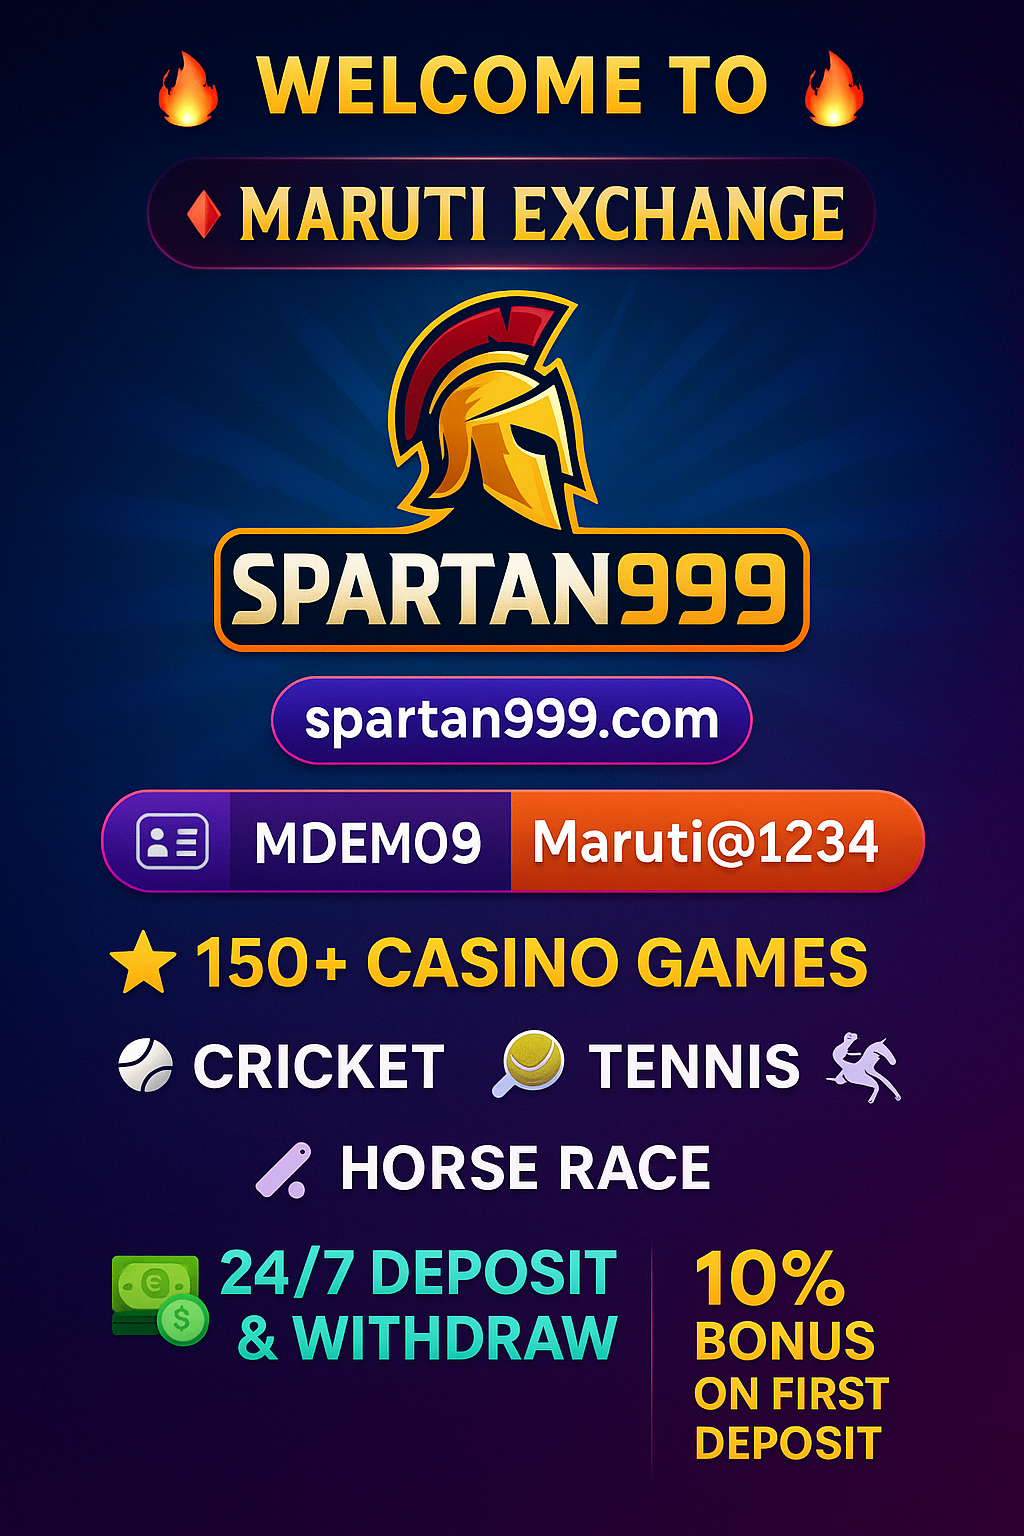 WELCOME TO
MARUTI EXCHANGE
SPARTAN999
spartan999.com
MDEM09 Maruti@1234
150+ CASINO GAMES
CRICKET TENNIS
HORSE RACE
24/7 DEPOSIT
& WITHDRAW
10%
BONUS
ON FIRST
DEPOSIT